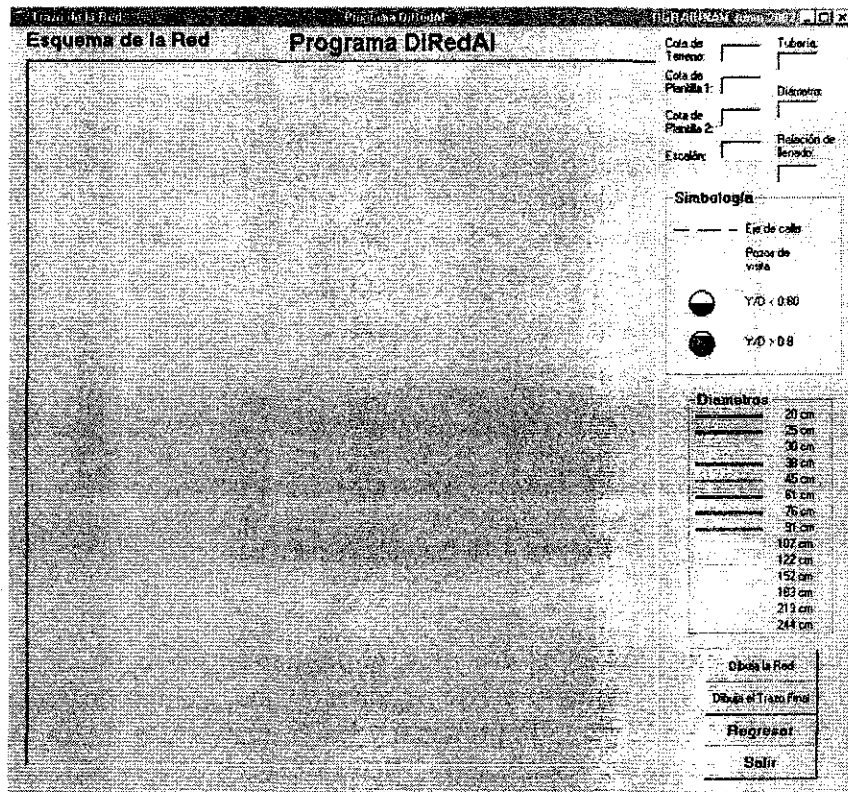 Trazo de la Red Programa DiRedAl Junio 2002
Esquema de la Red Programa DIRedAl
Cota de Terreno:
Tubería:
Cota de Plantilla 1:
Diámetro:
Cota de Plantilla 2:
Escalón:
Relación de llenado:
Simbología
Eje de calle
Pozos de visita
Y/D < 0.80
Y/D > 0.8
Diametros
20 cm
25 cm
30 cm
38 cm
45 cm
61 cm
76 cm
91 cm
107 cm
122 cm
152 cm
183 cm
213 cm
244 cm
Dibuja la Red
Dibuja el Trazo Final
Regresar
Salir